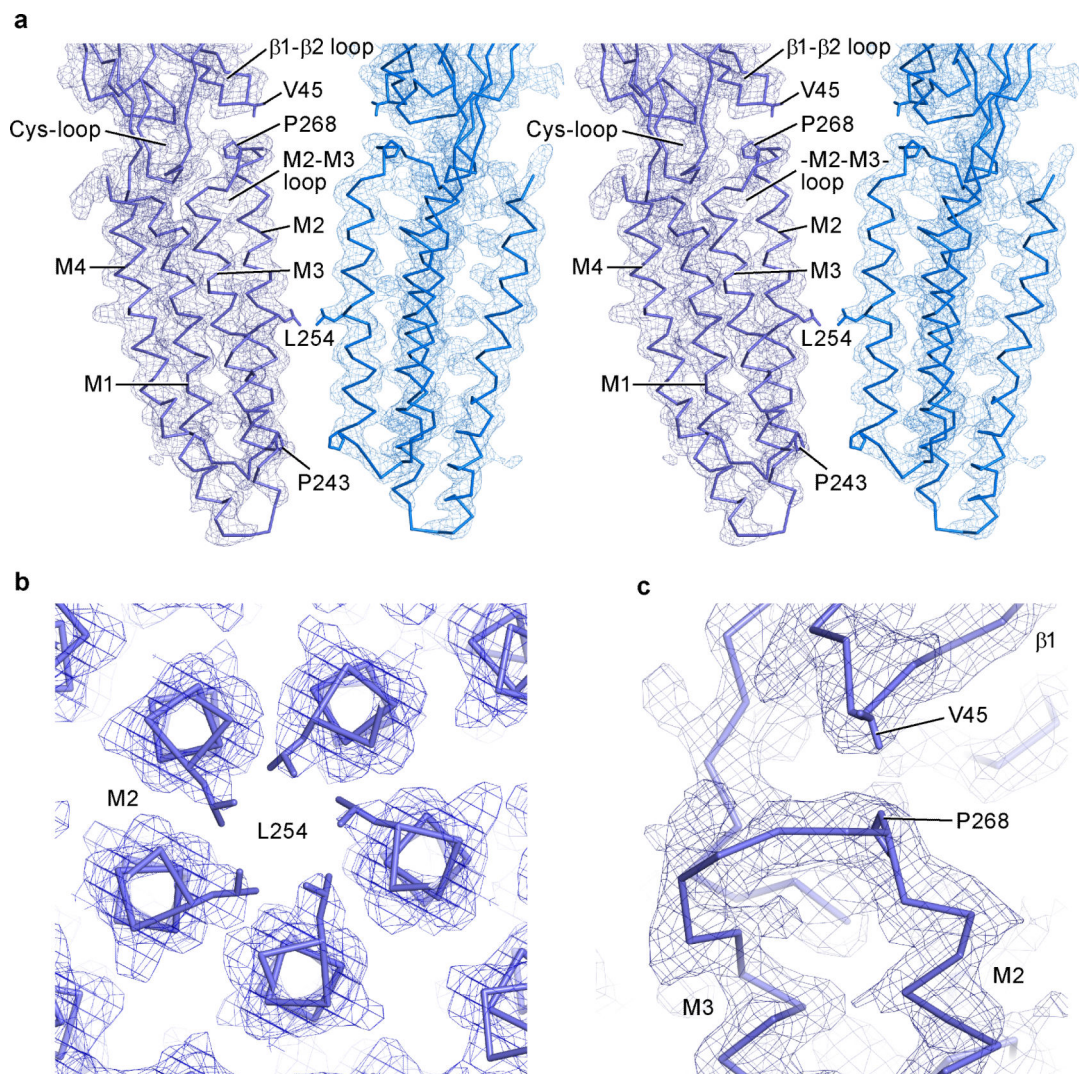 a
β1-β2 loop
V45
Cys-loop
P268
M2-M3
loop
M2
M4
M3
L254
M1
P243
β1-β2 loop
V45
Cys-loop
P268
-M2-M3-
loop
M2
M4
M3
L254
M1
P243
b
M2
L254
c
β1
V45
P268
M2
M3